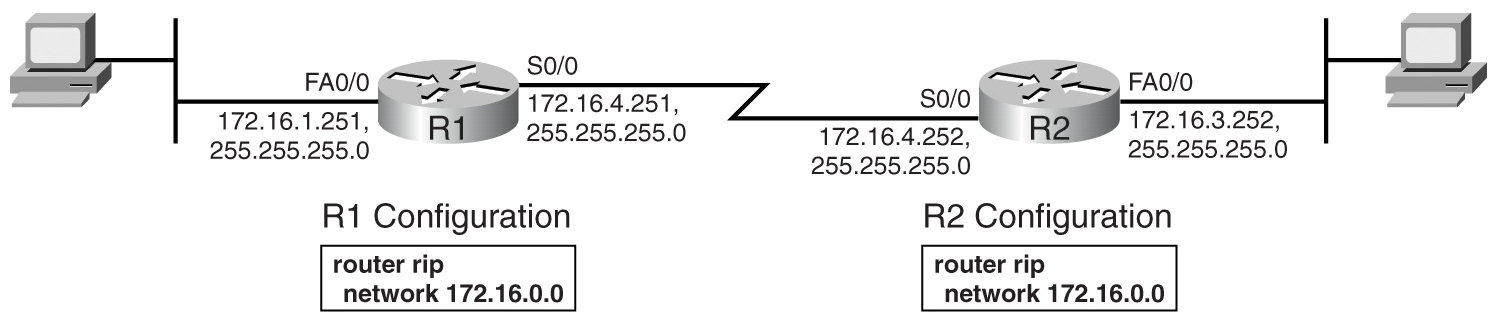 FA0/0
172.16.1.251,
255.255.255.0
R1
S0/0
172.16.4.251,
255.255.255.0
S0/0
172.16.4.252,
255.255.255.0
R2
FA0/0
172.16.3.252,
255.255.255.0
R1 Configuration
router rip
network 172.16.0.0
R2 Configuration
router rip
network 172.16.0.0